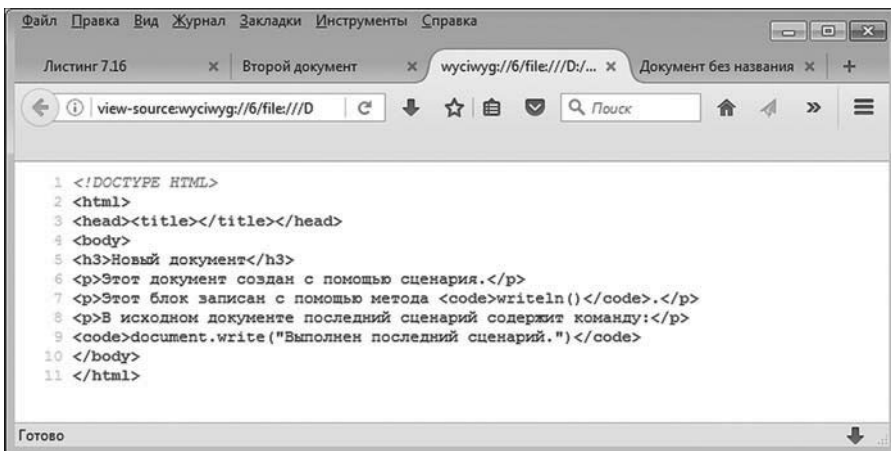 Файл Правка Вид Журнал Закладки Инструменты Справка
Листинг 7.16 Второй документ wyciwyg://6/file:///D:/... Документ без названия
view-source:wyciwyg://6/file:///D Поиск
1 <!DOCTYPE HTML>
2 <html>
3 <head><title></title></head>
4 <body>
5 <h3>Новый документ</h3>
6 <p>Этот документ создан с помощью сценария.</p>
7 <p>Этот блок записан с помощью метода <code>writeln()</code>.</p>
8 <p>В исходном документе последний сценарий содержит команду:</p>
9 <code>document.write("Выполнен последний сценарий.")</code>
10 </body>
11 </html>
Готово